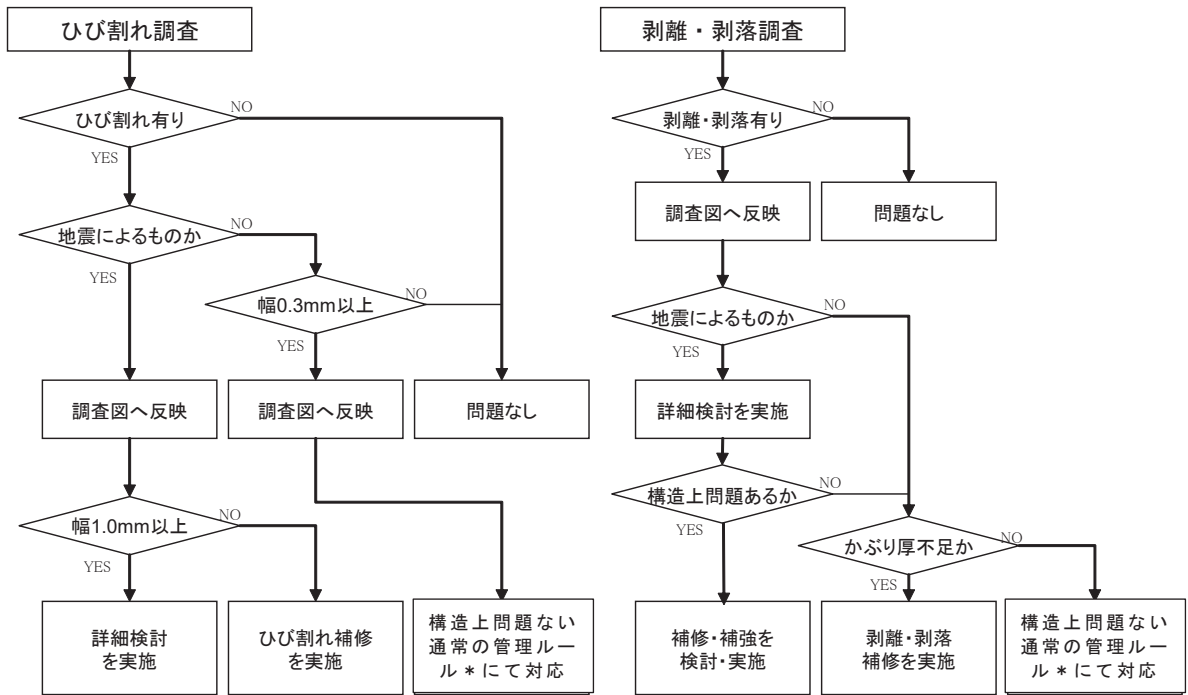 ひび割れ調査
ひび割れ有り
NO
YES
地震によるものか
NO
YES
幅0.3mm以上
NO
YES
調査図へ反映
調査図へ反映
問題なし
幅1.0mm以上
NO
YES
詳細検討
を実施
ひび割れ補修
を実施
構造上問題ない
通常の管理ルー
ル＊にて対応
剥離・剥落調査
剥離・剥落有り
NO
YES
調査図へ反映
問題なし
地震によるものか
NO
YES
詳細検討を実施
構造上問題あるか
NO
YES
かぶり厚不足か
NO
YES
補修・補強を
検討・実施
剥離・剥落
補修を実施
構造上問題ない
通常の管理ルー
ル＊にて対応